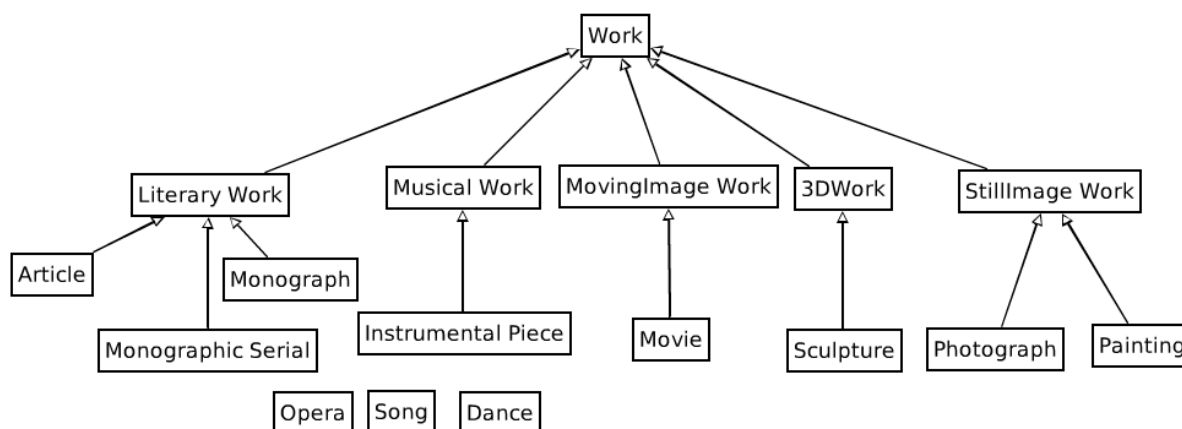 Work
Literary Work
Musical Work
MovingImage Work
3DWork
StillImage Work
Article
Monograph
Monographic Serial
Instrumental Piece
Movie
Sculpture
Photograph
Painting
Opera
Song
Dance